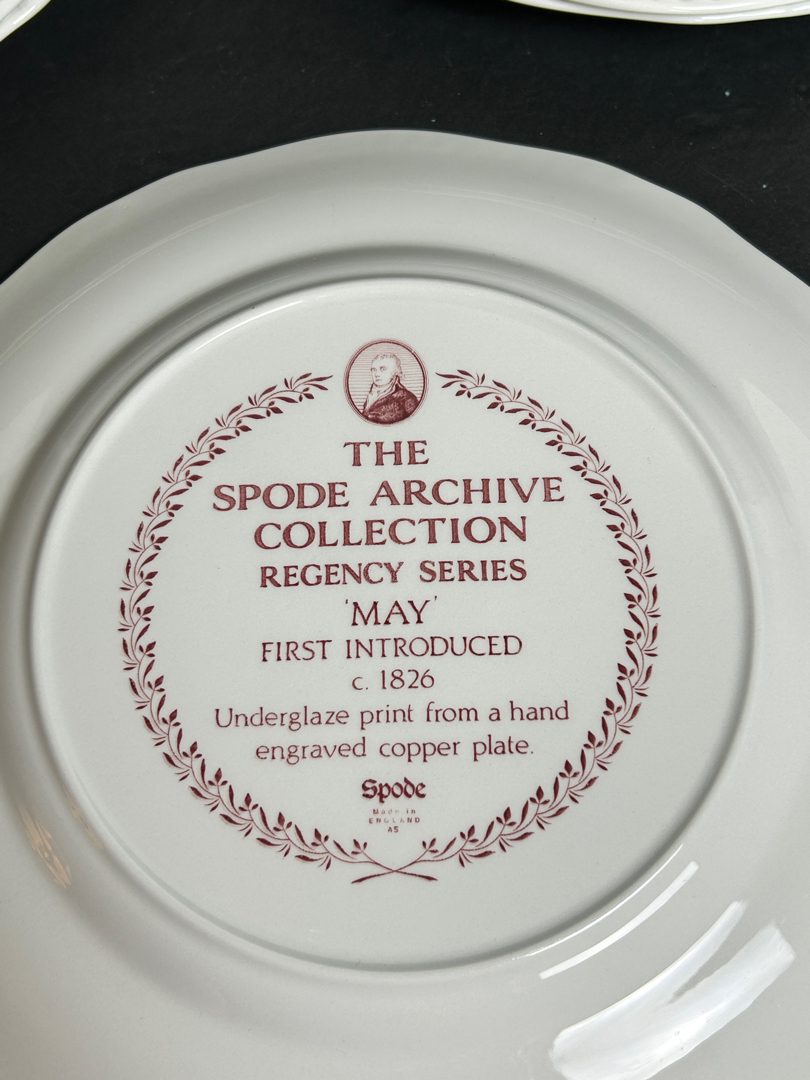 THE
SPODE ARCHIVE
COLLECTION
REGENCY SERIES
'MAY'
FIRST INTRODUCED
c. 1826
Underglaze print from a hand
engraved copper plate.
Spode
Made in
ENGLAND
A5